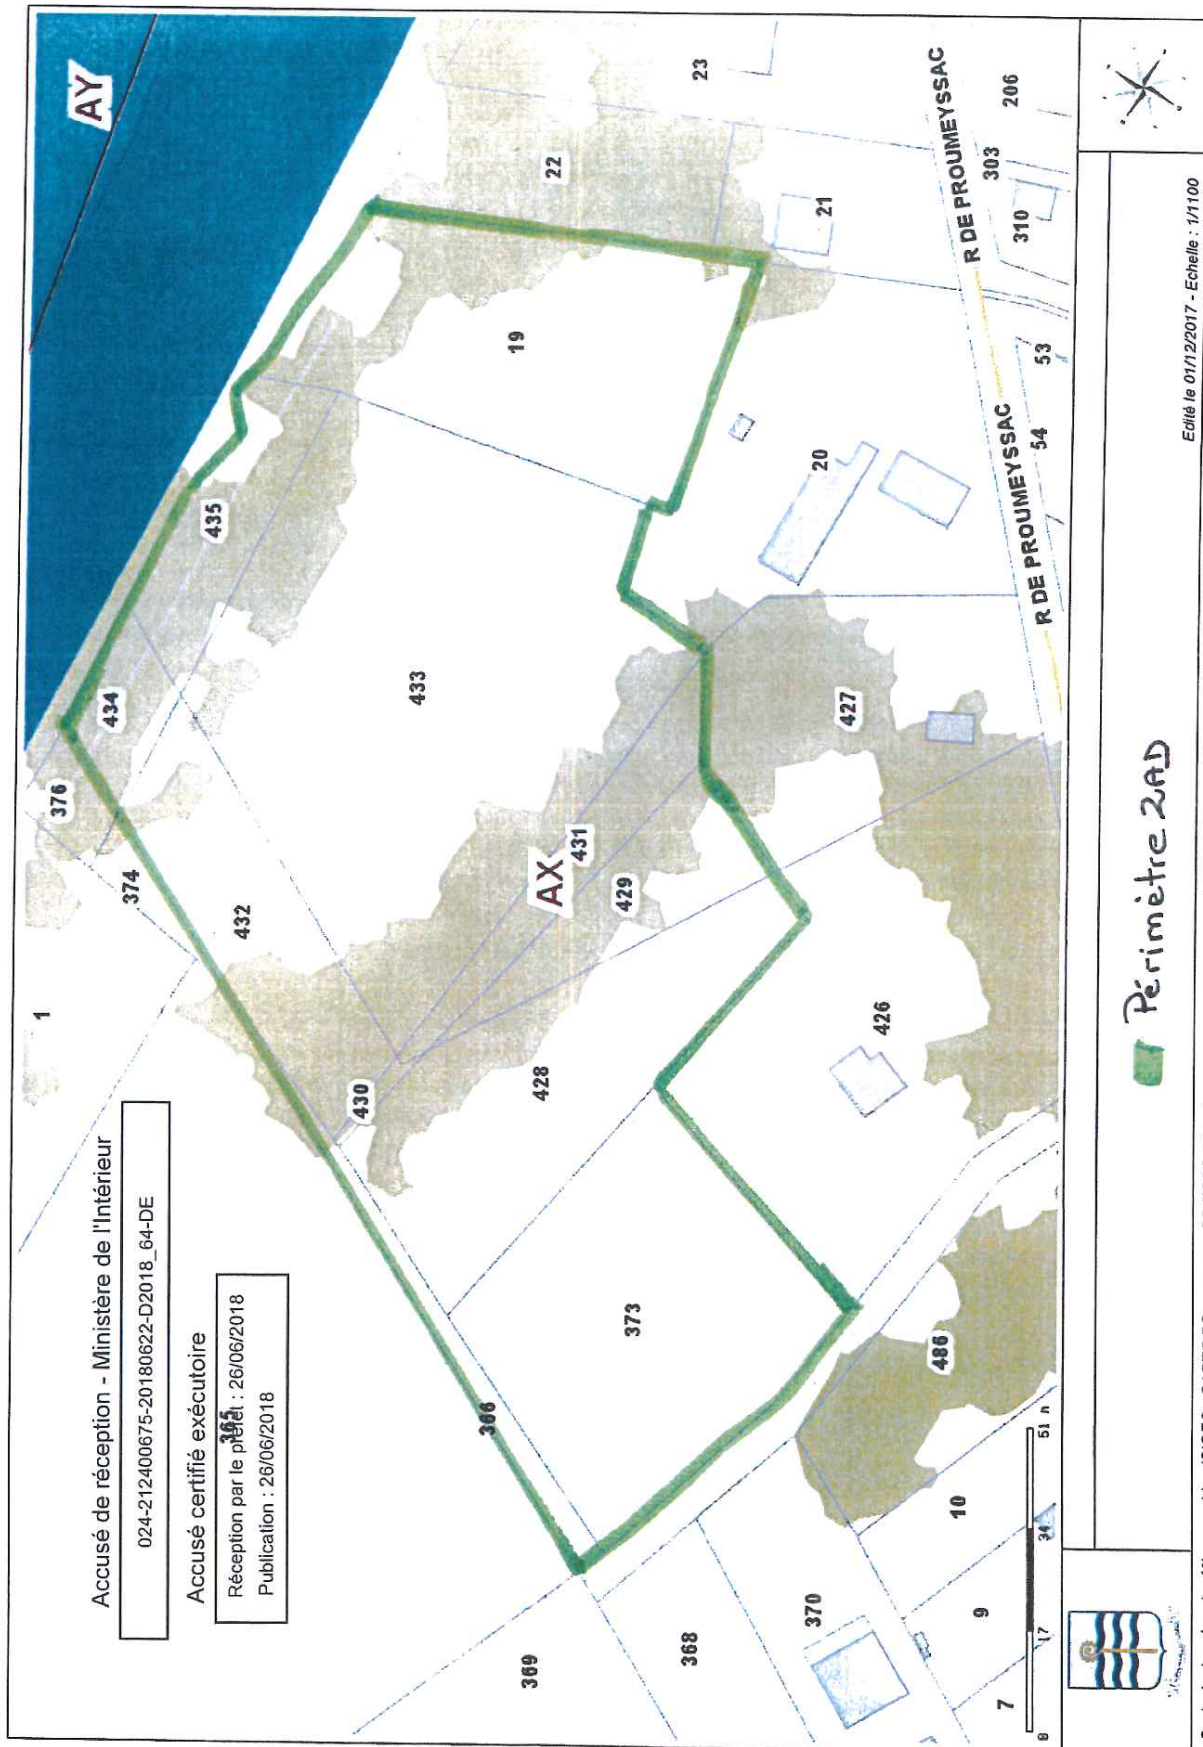 Accusé de réception - Ministère de l'Intérieur
024-212400675-20180622-D2018_64-DE
Accusé certifié exécutoire
Réception par le préfet : 26/06/2018
Publication : 26/06/2018
365
AY
1
376
374
434
435
432
433
430
AX
431
429
428
427
426
373
366
369
368
370
486
10
9
7
19
20
21
22
23
R DE PROUMEYSSAC
R DE PROUMEYSSAC
206
303
310
53
54
0 17 34 51
Périmètre 2AD
Edité le 01/12/2017 - Echelle : 1/1100